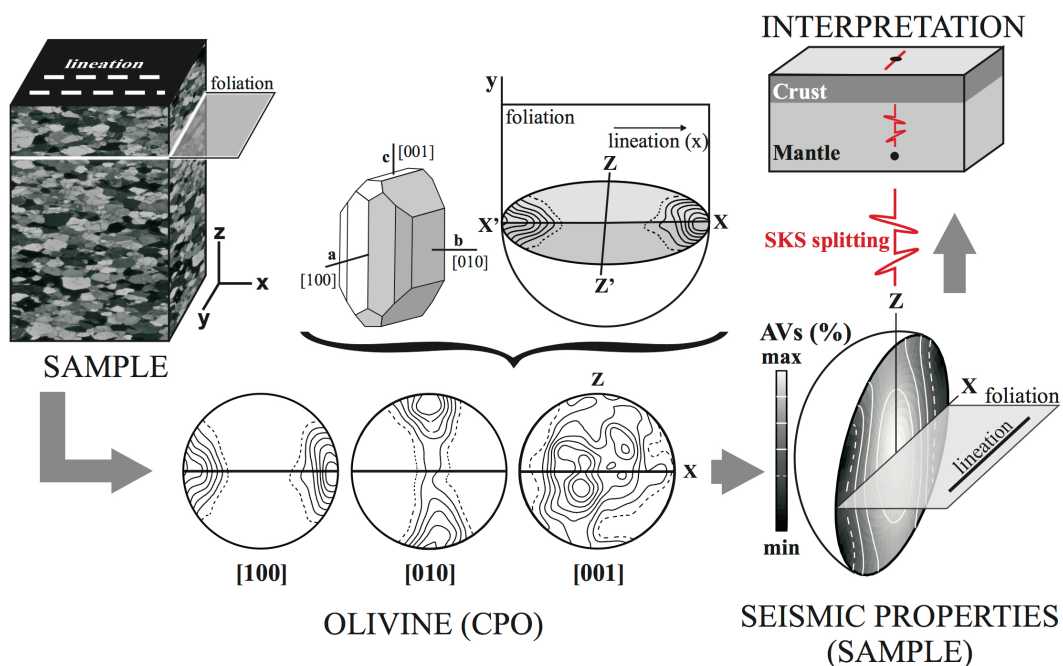 lineation
foliation
z
x
y
SAMPLE
c
[001]
a
[100]
b
[010]
y
foliation
lineation (x)
Z
X'
X
Z'
Z
X
[100]
[010]
[001]
OLIVINE (CPO)
INTERPRETATION
Crust
Mantle
SKS splitting
Z
AVs (%)
max
X
foliation
lineation
min
SEISMIC PROPERTIES
(SAMPLE)